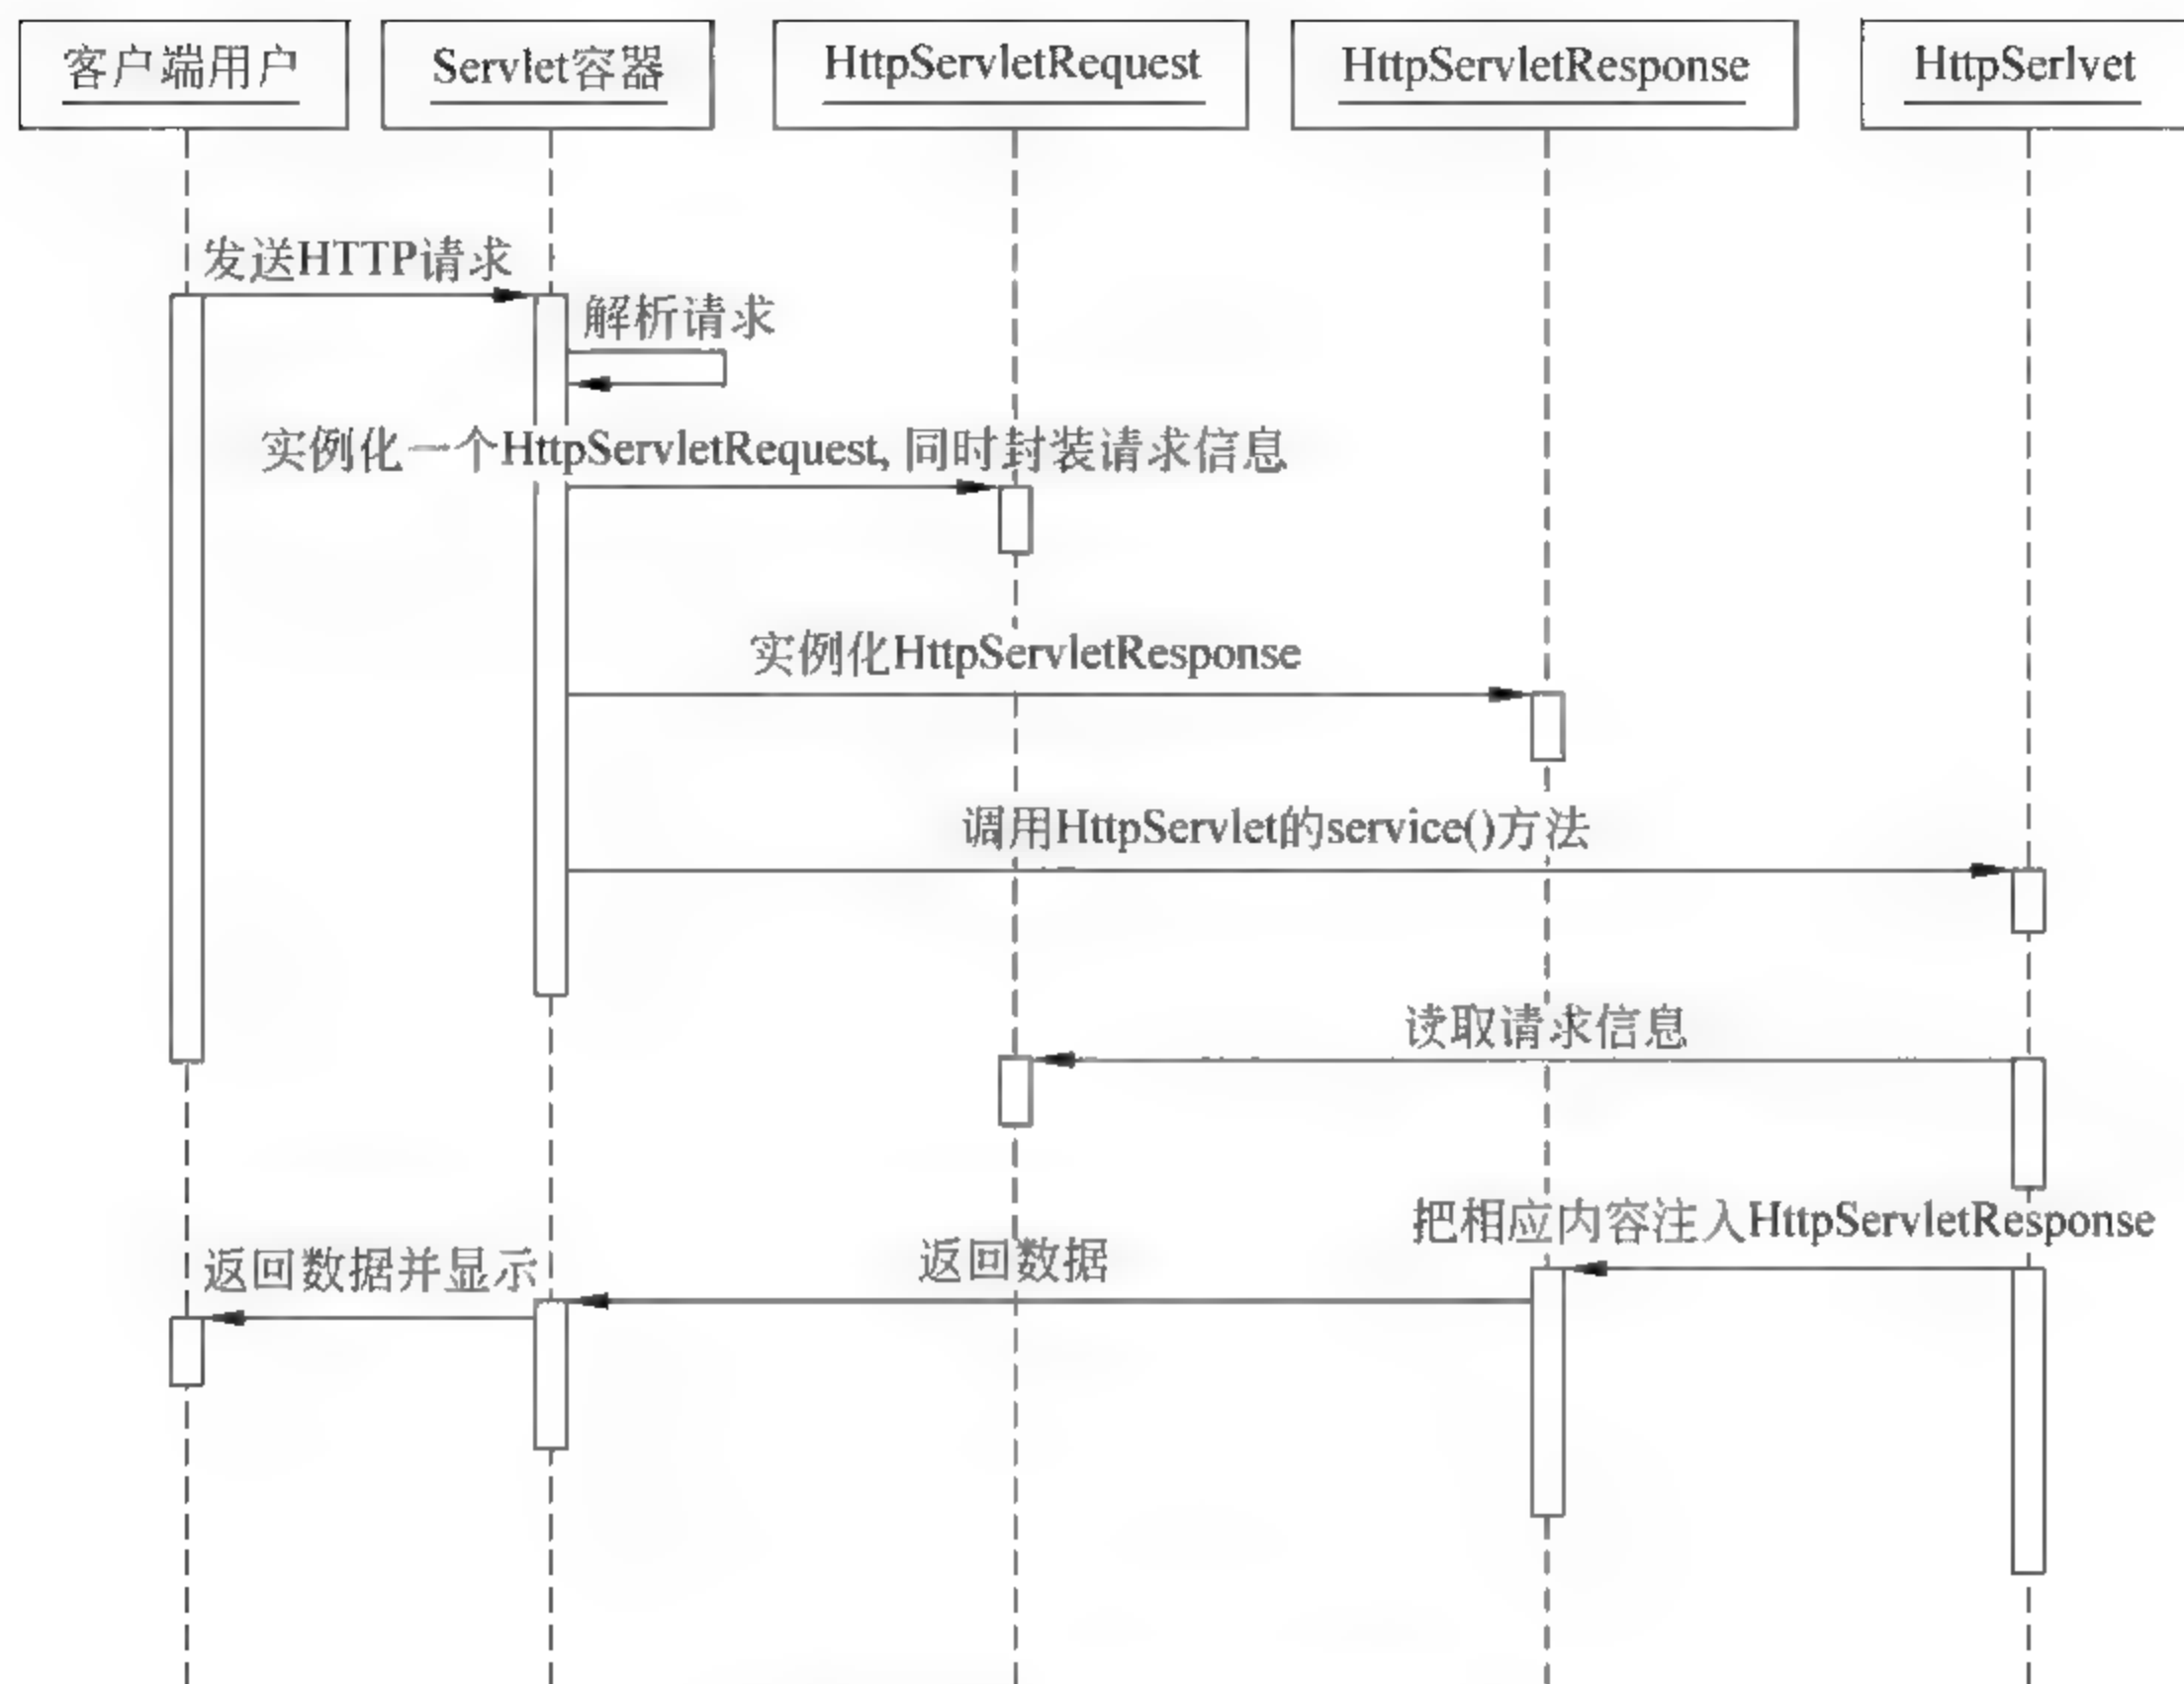 客户端用户
Servlet容器
HttpServletRequest
HttpServletResponse
HttpSerlvet
发送HTTP请求
解析请求
实例化一个HttpServletRequest, 同时封装请求信息
实例化HttpServletResponse
调用HttpServlet的service()方法
读取请求信息
把相应内容注入HttpServletResponse
返回数据
返回数据并显示